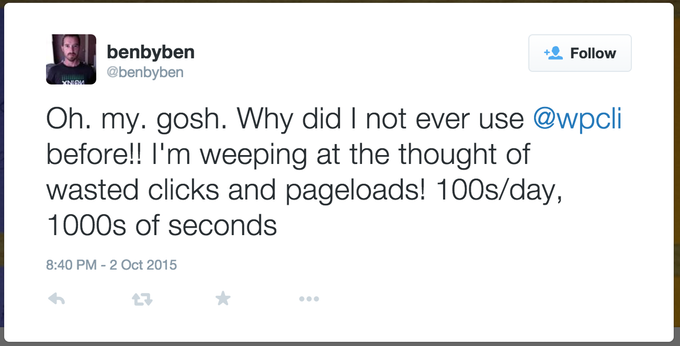 benbyben
@benbyben
Follow
Oh. my. gosh. Why did I not ever use @wpcli
before!! I'm weeping at the thought of
wasted clicks and pageloads! 100s/day,
1000s of seconds
8:40 PM - 2 Oct 2015